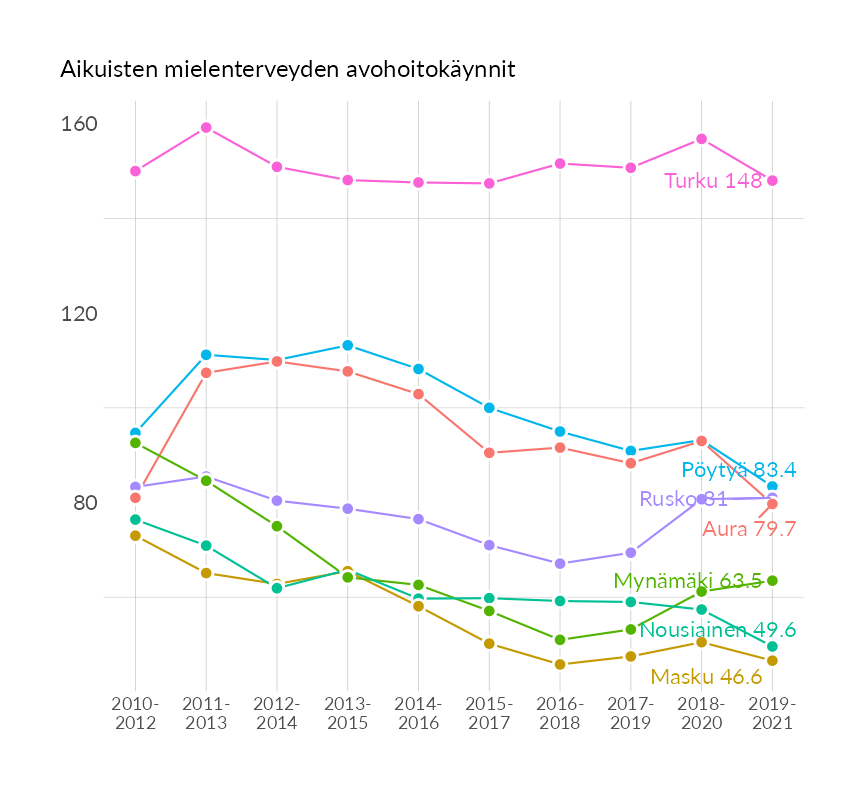 Aikuisten mielenterveyden avohoitokäynnit
160
Turku 148
120
Pöytyä 83.4
80
Rusko 81
Aura 79.7
Mynämäki 63.5
Nousiainen 49.6
Masku 46.6
2010- 2011- 2012- 2013- 2014- 2015- 2016- 2017- 2018- 2019-
2012 2013 2014 2015 2016 2017 2018 2019 2020 2021